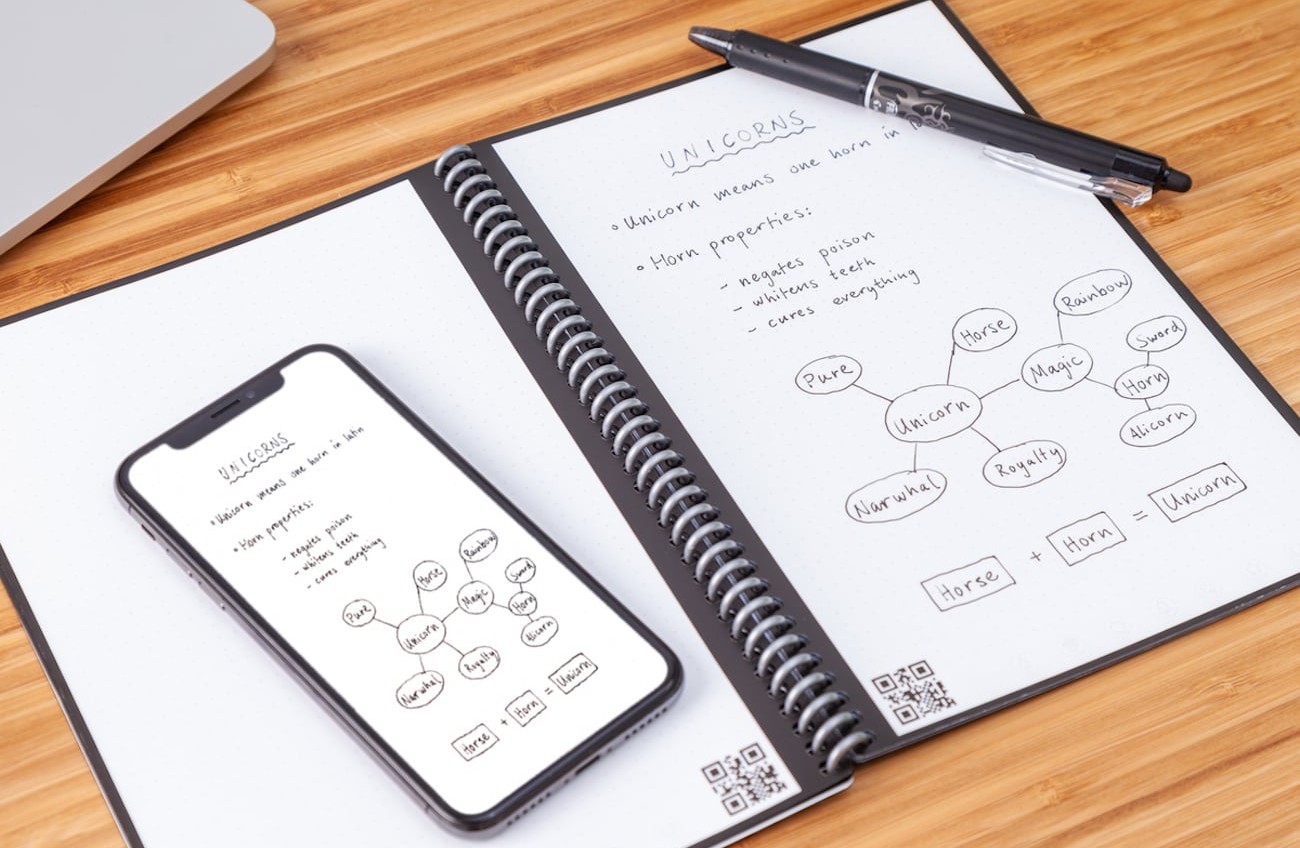 UNICORNS
° Unicorn means one horn in
° Horn properties:
- negates poison
- whitens teeth
- cures everything
Rainbow
Horse
Sword
Pure
Magic
Horn
Unicorn
Alicorn
Royalty
Narwhal
Horse + Horn = Unicorn
UNICORNS
° Unicorn means one horn in latin
° Horn properties:
- negates poison
- whitens teeth
- cures everything
Rainbow
Horse
Sword
Pure
Magic
Horn
Unicorn
Alicorn
Royalty
Narwhal
Horse + Horn = Unicorn